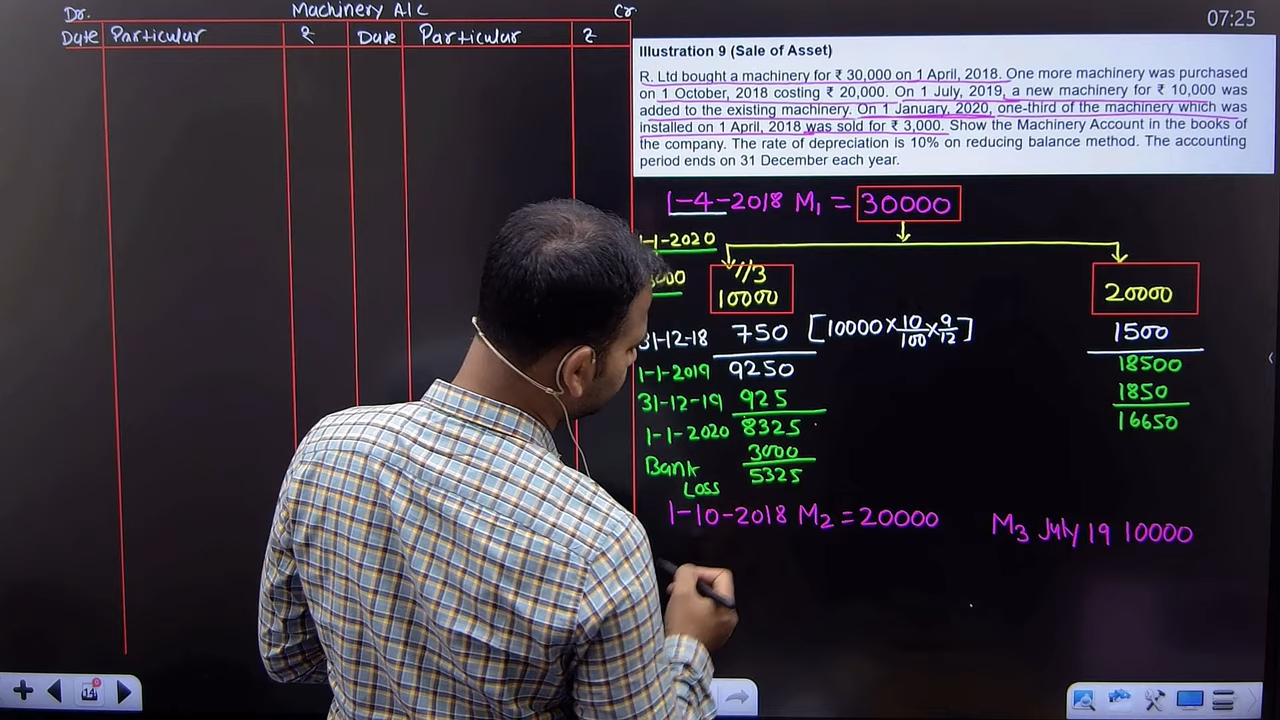 Dr. Machinery A/c Cr
Date Particular ₹ Date Particular ₹
07:25
Illustration 9 (Sale of Asset)
R. Ltd bought a machinery for ₹ 30,000 on 1 April, 2018. One more machinery was purchased
on 1 October, 2018 costing ₹ 20,000. On 1 July, 2019, a new machinery for ₹ 10,000 was
added to the existing machinery. On 1 January, 2020, one-third of the machinery which was
installed on 1 April, 2018 was sold for ₹ 3,000. Show the Machinery Account in the books of
the company. The rate of depreciation is 10% on reducing balance method. The accounting
period ends on 31 December each year.
1-4-2018 M1 = 30000
1-1-2020
1/3
10000
20000
31-12-18 750 [10000×10/100×9/12] 1500
1-1-2019 9250 18500
31-12-19 925 1850
1-1-2020 8325 16650
Bank 3000
Loss 5325
1-10-2018 M2 = 20000 M3 July 19 10000
14